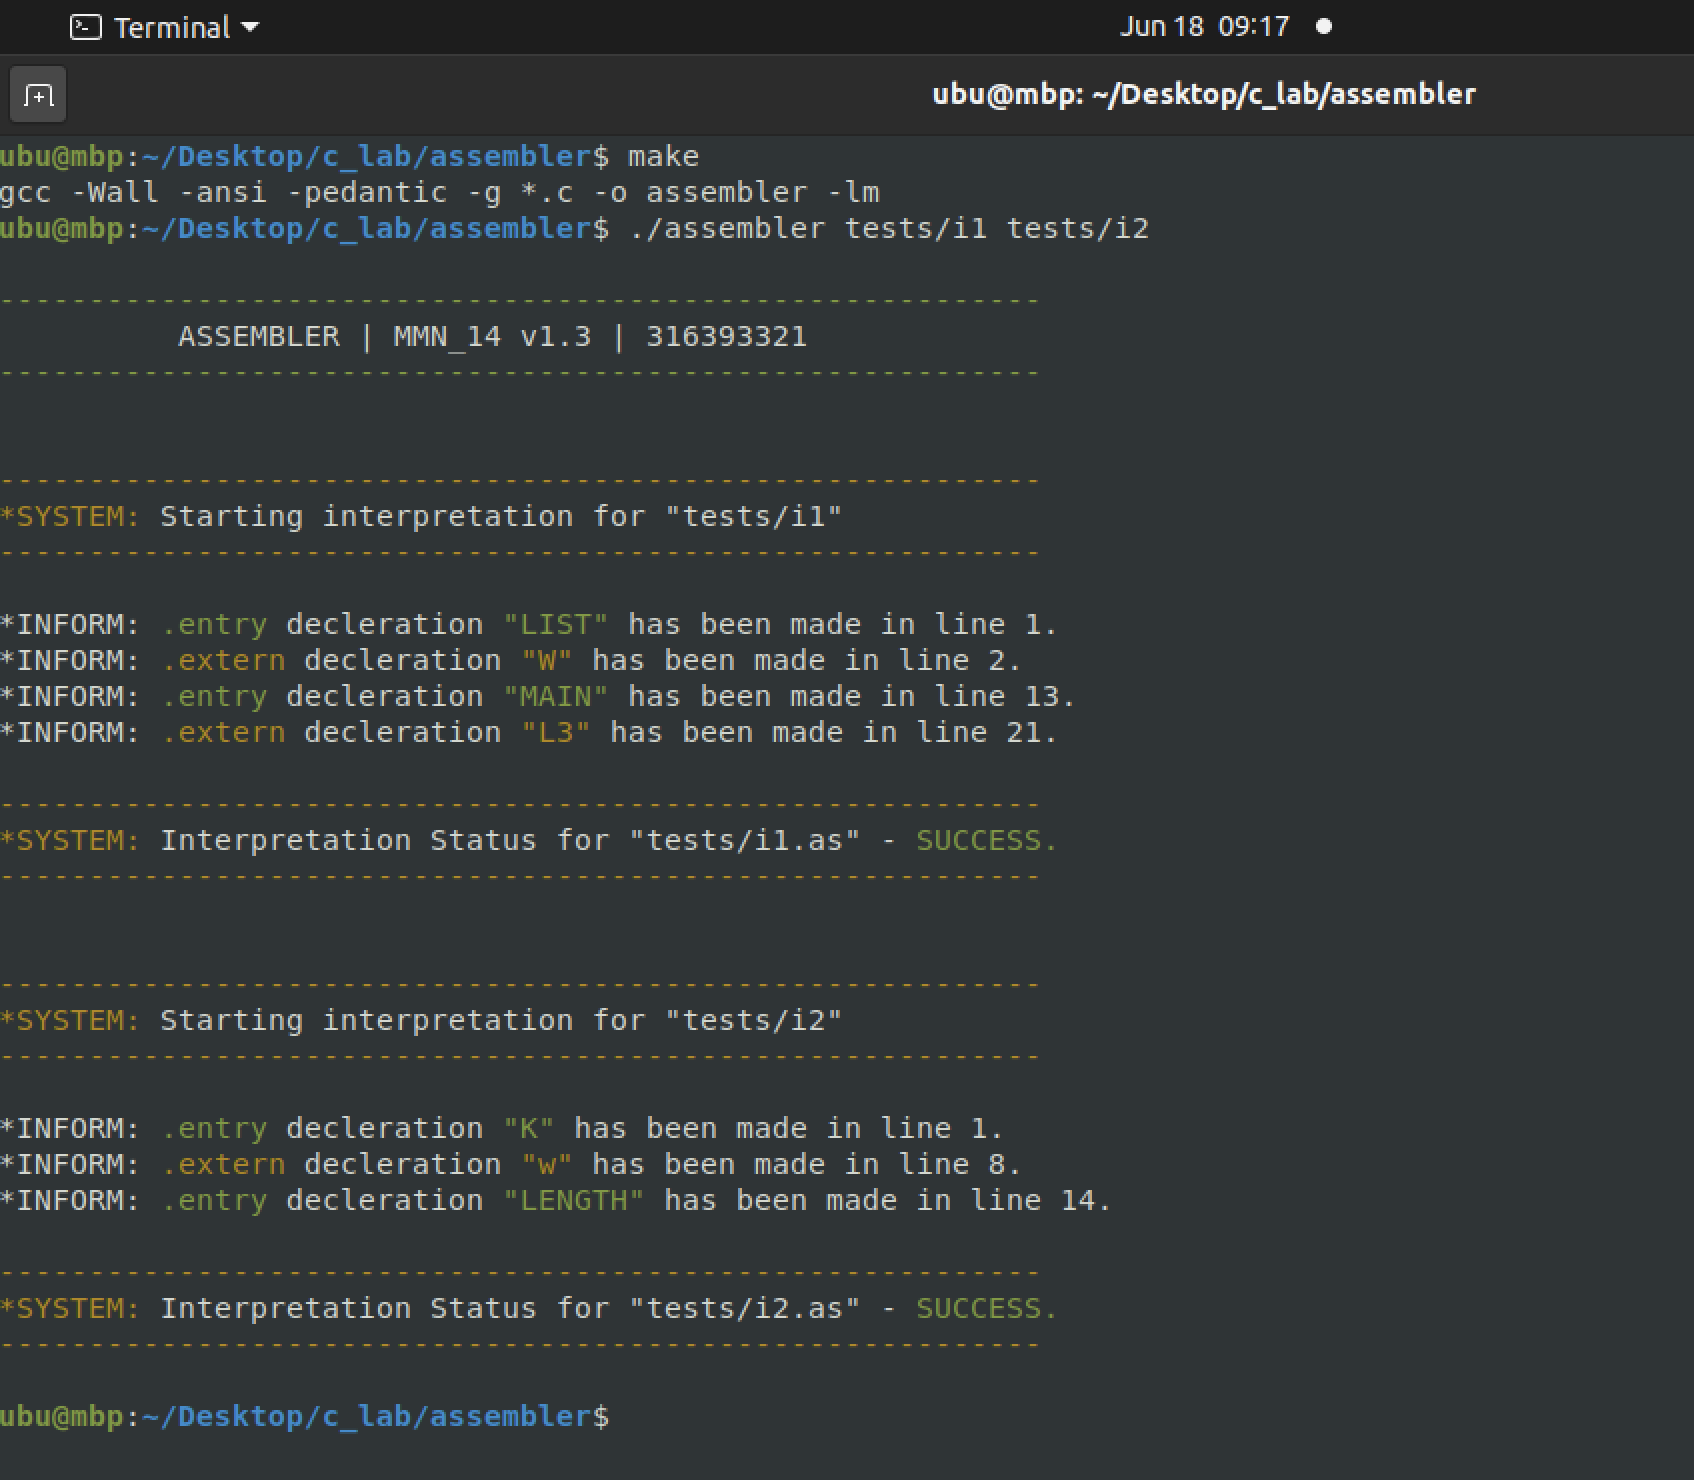 Terminal
Jun 18 09:17
ubu@mbp: ~/Desktop/c_lab/assembler
ubu@mbp:~/Desktop/c_lab/assembler$ make
gcc -Wall -ansi -pedantic -g *.c -o assembler -lm
ubu@mbp:~/Desktop/c_lab/assembler$ ./assembler tests/i1 tests/i2
----------------------------------------------------------
ASSEMBLER | MMN_14 v1.3 | 316393321
----------------------------------------------------------
----------------------------------------------------------
*SYSTEM: Starting interpretation for "tests/i1"
----------------------------------------------------------
*INFORM: .entry decleration "LIST" has been made in line 1.
*INFORM: .extern decleration "W" has been made in line 2.
*INFORM: .entry decleration "MAIN" has been made in line 13.
*INFORM: .extern decleration "L3" has been made in line 21.
----------------------------------------------------------
*SYSTEM: Interpretation Status for "tests/i1.as" - SUCCESS.
----------------------------------------------------------
----------------------------------------------------------
*SYSTEM: Starting interpretation for "tests/i2"
----------------------------------------------------------
*INFORM: .entry decleration "K" has been made in line 1.
*INFORM: .extern decleration "w" has been made in line 8.
*INFORM: .entry decleration "LENGTH" has been made in line 14.
----------------------------------------------------------
*SYSTEM: Interpretation Status for "tests/i2.as" - SUCCESS.
----------------------------------------------------------
ubu@mbp:~/Desktop/c_lab/assembler$